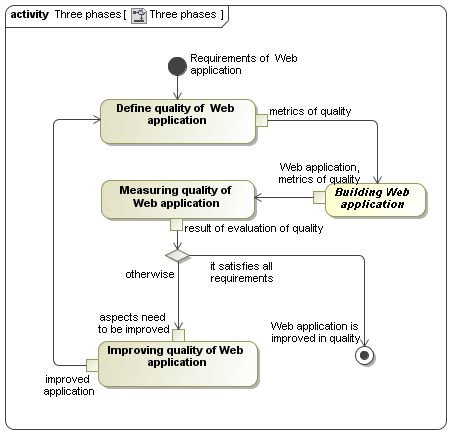 activity Three phases [ Three phases ]
Requirements of Web
application
Define quality of Web
application
metrics of quality
Web application,
metrics of quality
Building Web
application
Measuring quality of
Web application
result of evaluation of quality
otherwise
it satisfies all
requirements
aspects need
to be improved
Web application is
improved in quality
Improving quality of Web
application
improved
application